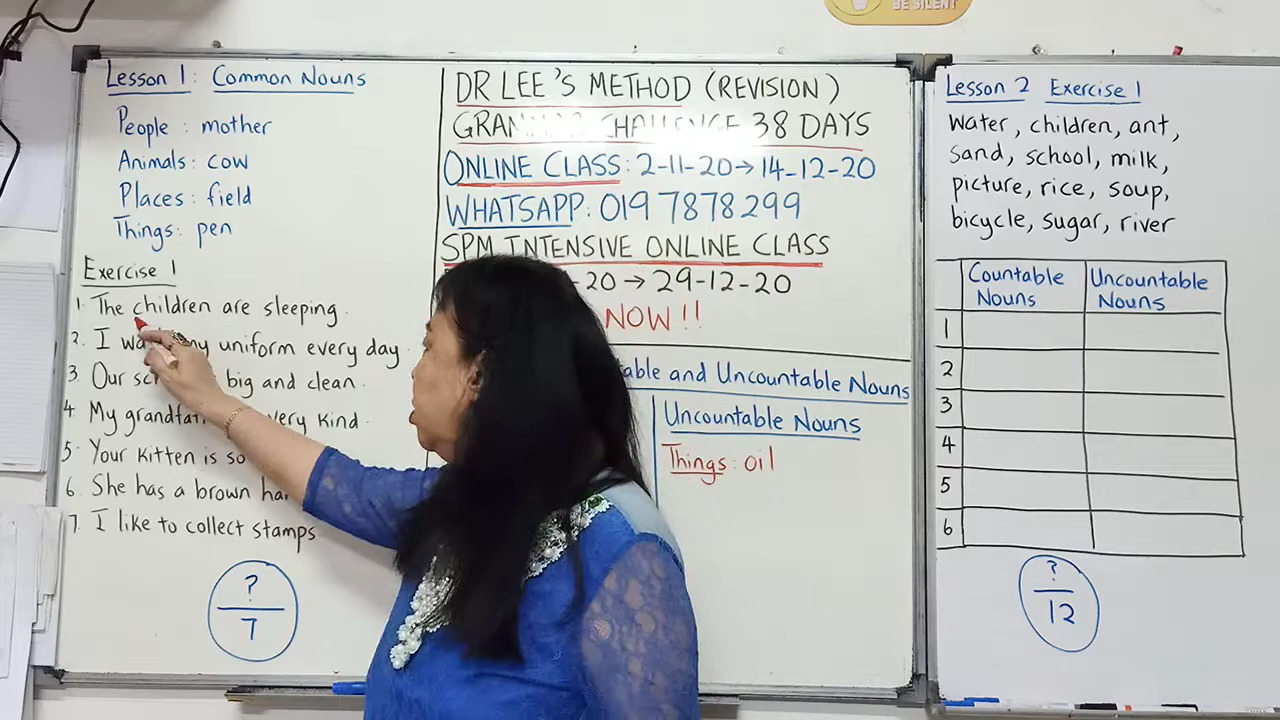 BE SILENT
Lesson 1 : Common Nouns
People : mother
Animals: cow
Places: field
Things: pen
Exercise 1
1. The children are sleeping.
2. I my uniform every day.
3. Our big and clean.
4. My very kind.
5. Your kitten is so
6. She has a brown
7. I like to collect stamps
?
7
DR LEE'S METHOD (REVISION)
CHALLENGE 38 DAYS
ONLINE CLASS: 2-11-20→14-12-20
WHATSAPP: 019 7878299
SPM INTENSIVE ONLINE CLASS
-20→29-12-20
NOW!!
and Uncountable Nouns
Uncountable Nouns
Things: oil
Lesson 2 Exercise 1
water, children, ant,
sand, school, milk,
picture, rice, soup,
bicycle, sugar, river
Countable Nouns
Uncountable Nouns
1
2
3
4
5
6
?
12